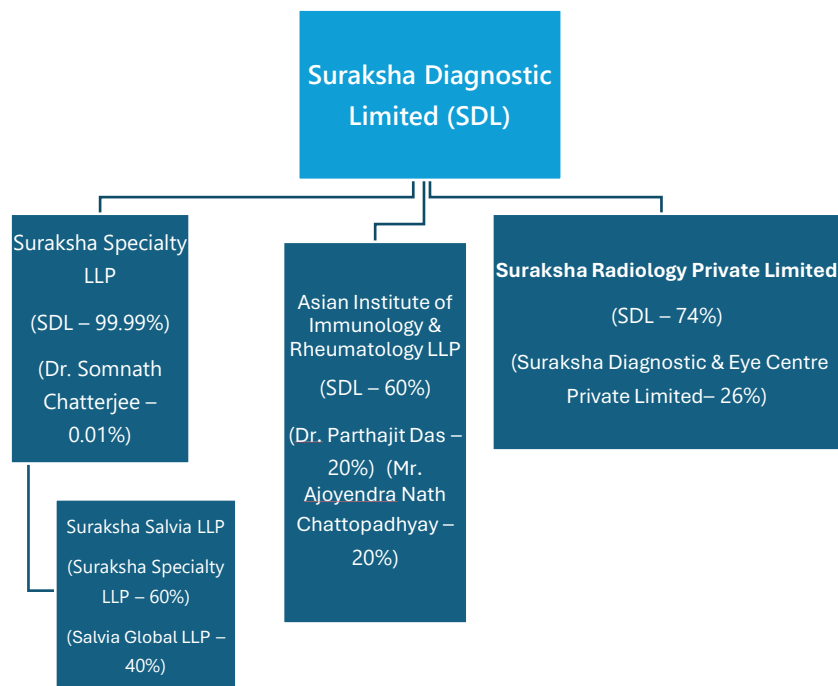 Suraksha Diagnostic
Limited (SDL)
Suraksha Specialty
LLP
(SDL – 99.99%)
(Dr. Somnath
Chatterjee –
0.01%)
Suraksha Salvia LLP
(Suraksha Specialty
LLP – 60%)
(Salvia Global LLP –
40%)
Asian Institute of
Immunology &
Rheumatology LLP
(SDL – 60%)
(Dr. Parthajit Das –
20%) (Mr.
Ajoyendra Nath
Chattopadhyay –
20%)
Suraksha Radiology Private Limited
(SDL – 74%)
(Suraksha Diagnostic & Eye Centre
Private Limited– 26%)